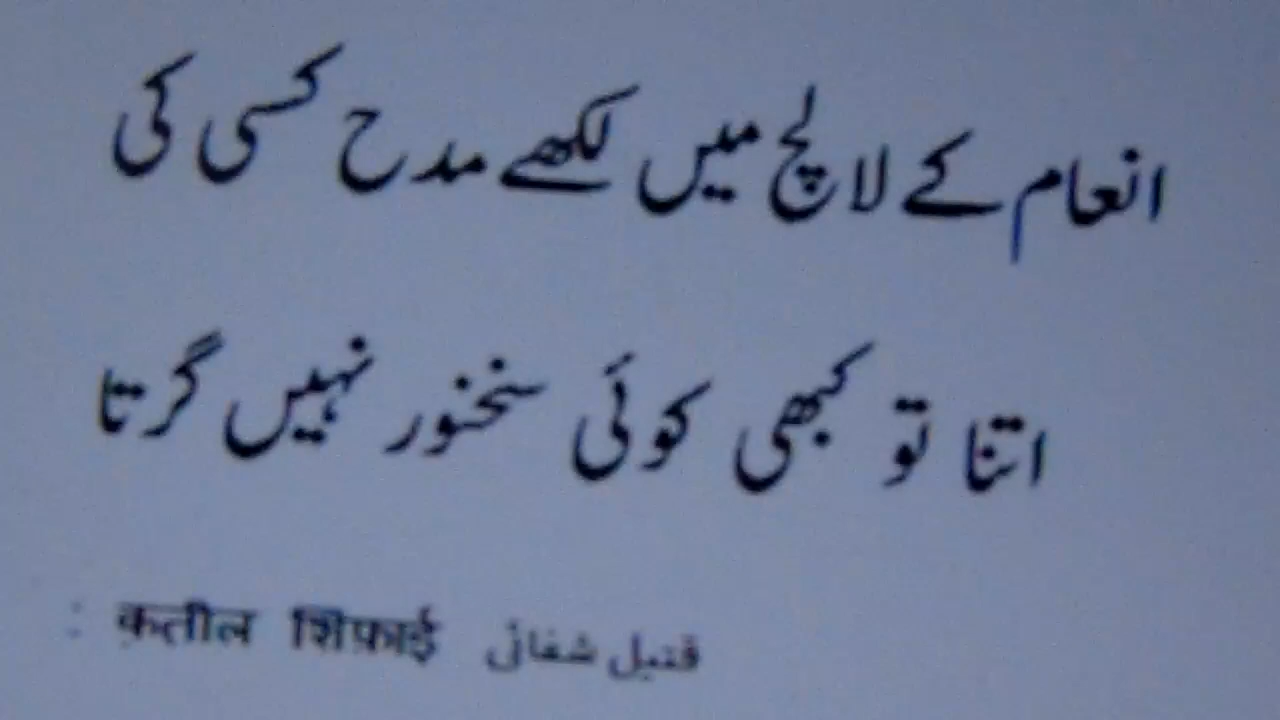 انعام کے لالچ میں لکھے مدح کسی کی
اتنا تو کبھی کوئی سخنور نہیں گرتا
क़तील शिफ़ाई قتیل شفائی